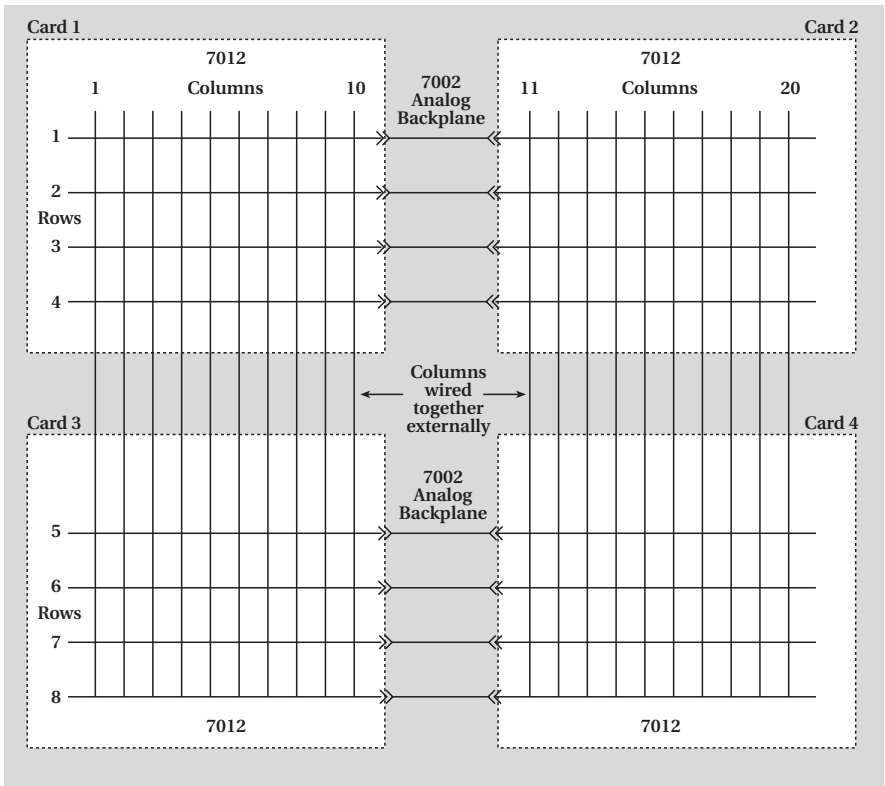 Card 1
Card 2
7012
7012
1 Columns 10
7002
Analog
Backplane
11 Columns 20
1
2
Rows
3
4
Columns
wired
together
externally
Card 3
Card 4
7002
Analog
Backplane
5
6
Rows
7
8
7012
7012